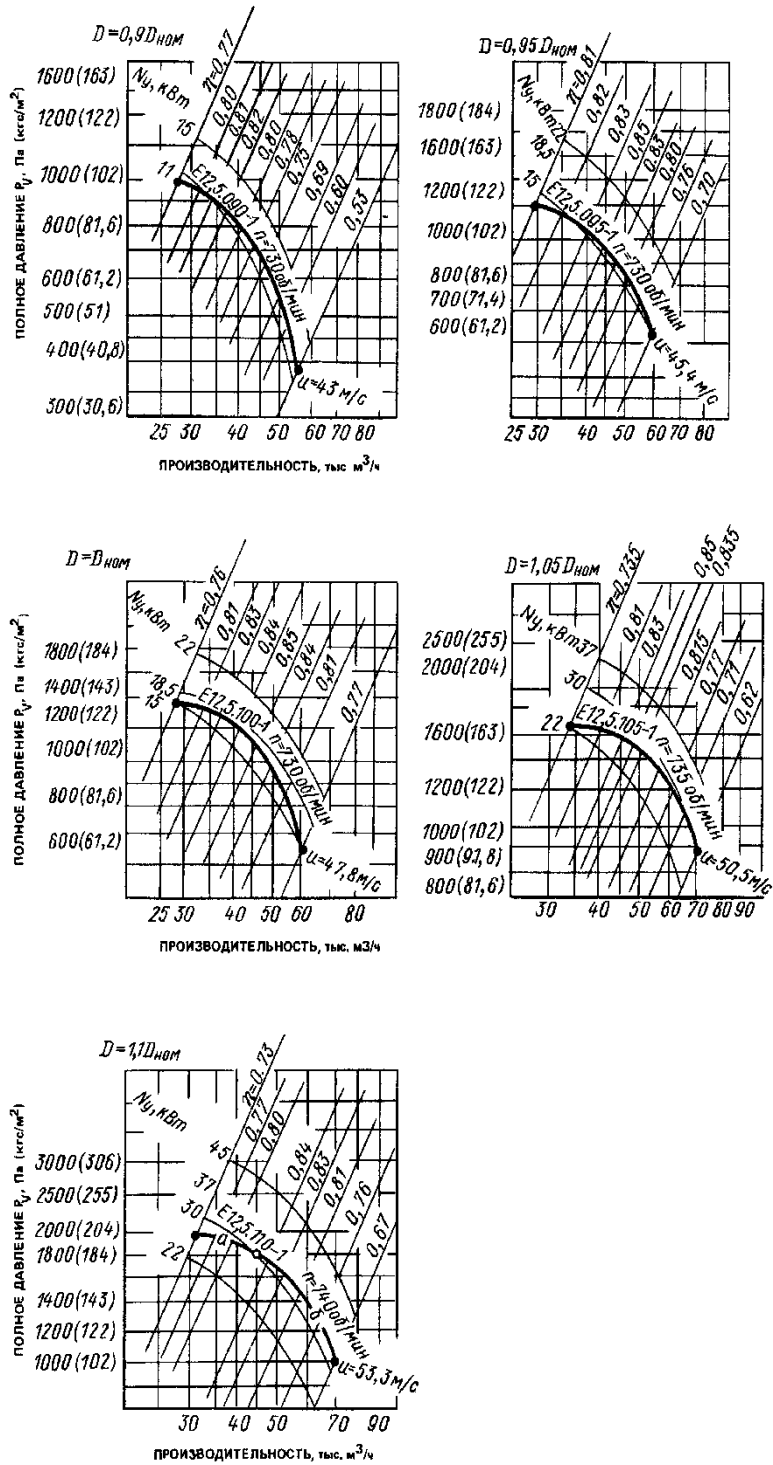 D=0,9Dном
Nу, кВт
η=0,77
0,80
0,81
0,82
0,80
0,78
0,75
0,69
0,60
0,53
15
11
E12,5.090-1 n=730об/мин
u=43 м/с
ПОЛНОЕ ДАВЛЕНИЕ Pᵥ, Па (кгс/м²)
1600(163)
1200(122)
1000(102)
800(81,6)
600(61,2)
500(51)
400(40,8)
300(30,6)
25 30 40 50 60 70 80
ПРОИЗВОДИТЕЛЬНОСТЬ, тыс м³/ч
D=0,95Dном
Nу, кВт22
η=0,81
0,82
0,83
0,85
0,83
0,80
0,76
0,70
18,5
15
E12,5.095-1 n=730об/мин
u=45,4 м/с
1800(184)
1600(163)
1200(122)
1000(102)
800(81,6)
700(71,4)
600(61,2)
25 30 40 50 60 70 80
D=Dном
Nу, кВт
η=0,76
0,81
0,83
0,84
0,85
0,84
0,81
0,77
22
18,5
15
E12,5.100-1 n=730об/мин
u=47,8м/с
ПОЛНОЕ ДАВЛЕНИЕ Pᵥ, Па (кгс/м²)
1800(184)
1400(143)
1200(122)
1000(102)
800(81,6)
600(61,2)
25 30 40 50 60 80
ПРОИЗВОДИТЕЛЬНОСТЬ, тыс. м3/ч
D=1,05Dном
Nу, кВт37
η=0,735
0,81
0,83
0,85
0,835
0,815
0,77
0,71
0,62
30
22
E12,5.105-1 n=735об/мин
u=50,5м/с
2500(255)
2000(204)
1600(163)
1200(122)
1000(102)
900(93,8)
800(81,6)
30 40 50 60 70 80 90
D=1,1Dном
Nу, кВт
η=0.73
0,77
0,80
0,84
0,83
0,81
0,76
0,67
45
37
30
22
E12,5.110-1
n=740об/мин
а
б
u=53,3м/с
ПОЛНОЕ ДАВЛЕНИЕ Pᵥ, Па (кгс/м²)
3000(306)
2500(255)
2000(204)
1800(184)
1400(143)
1200(122)
1000(102)
30 40 50 70 90
ПРОИЗВОДИТЕЛЬНОСТЬ, тыс. м³/ч